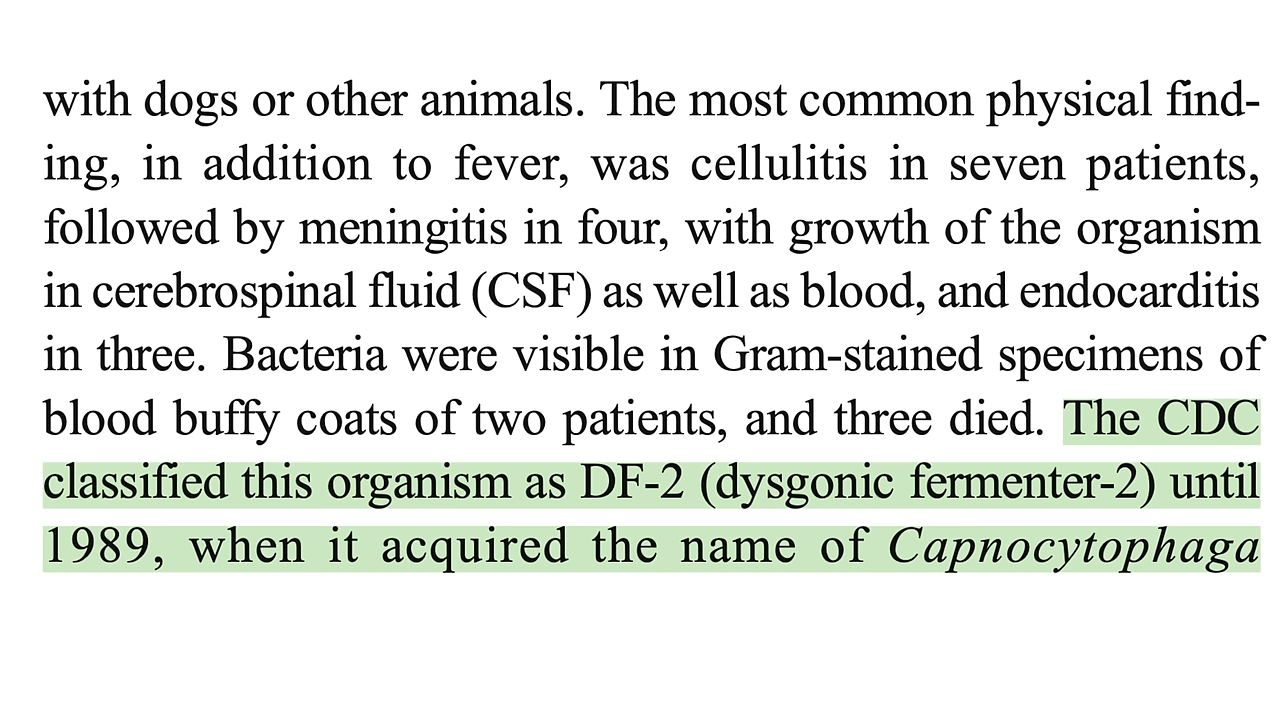 with dogs or other animals. The most common physical find-
ing, in addition to fever, was cellulitis in seven patients,
followed by meningitis in four, with growth of the organism
in cerebrospinal fluid (CSF) as well as blood, and endocarditis
in three. Bacteria were visible in Gram-stained specimens of
blood buffy coats of two patients, and three died. The CDC
classified this organism as DF-2 (dysgonic fermenter-2) until
1989, when it acquired the name of Capnocytophaga